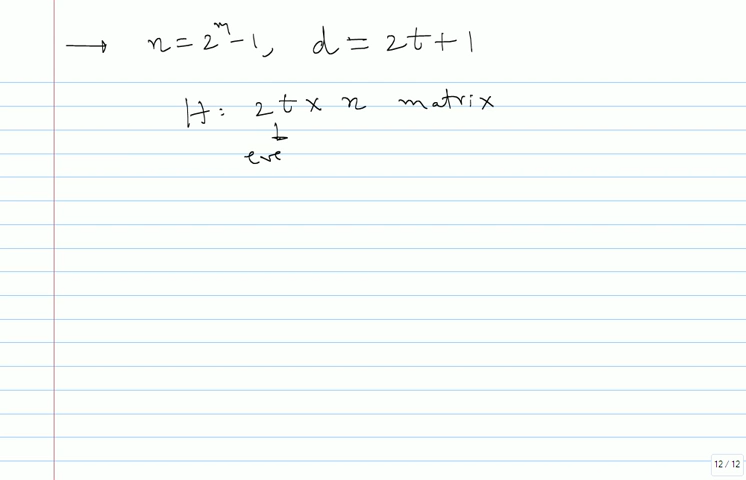 → n = 2^m - 1, d = 2t + 1
H: 2t × n matrix
↓
eve
12 / 12